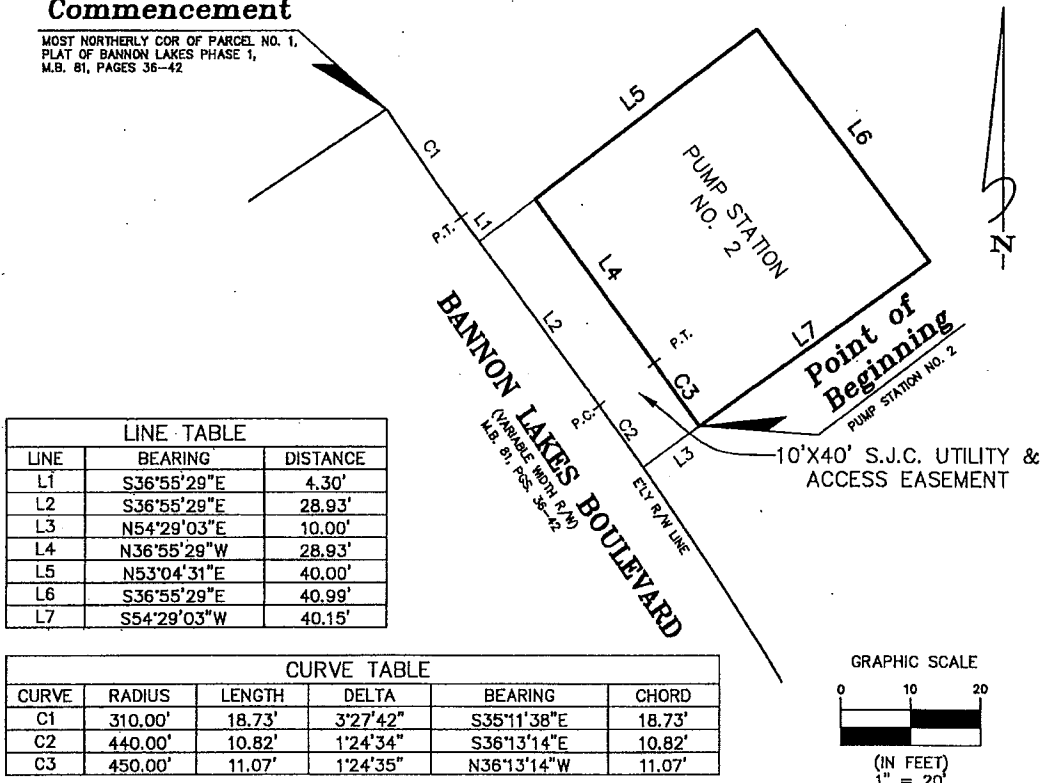 Commencement
MOST NORTHERLY COR OF PARCEL NO. 1,
PLAT OF BANNON LAKES PHASE 1,
M.B. 81, PAGES 36-42
C1
P.T.
L1
L5
L6
PUMP STATION
NO. 2
L4
L2
P.T.
L7
C3
P.C.
C2
L3
N
Point of
Beginning
PUMP STATION NO. 2
10'X40' S.J.C. UTILITY &
ACCESS EASEMENT
BANNON LAKES BOULEVARD
(VARIABLE WIDTH R/W)
M.B. 81, PGS. 36-42
E'LY R/W LINE
LINE TABLE
LINE BEARING DISTANCE
L1 S36°55'29"E 4.30'
L2 S36°55'29"E 28.93'
L3 N54°29'03"E 10.00'
L4 N36°55'29"W 28.93'
L5 N53°04'31"E 40.00'
L6 S36°55'29"E 40.99'
L7 S54°29'03"W 40.15'
CURVE TABLE
CURVE RADIUS LENGTH DELTA BEARING CHORD
C1 310.00' 18.73' 3°27'42" S35°11'38"E 18.73'
C2 440.00' 10.82' 1°24'34" S36°13'14"E 10.82'
C3 450.00' 11.07' 1°24'35" N36°13'14"W 11.07'
GRAPHIC SCALE
0 10 20
(IN FEET)
1" = 20'